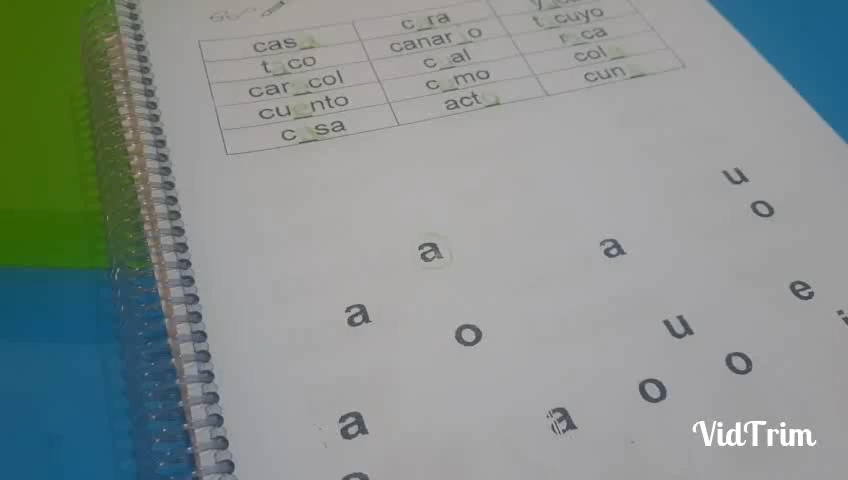 cas_ c_ra
t_co canar_o t_cuyo
car_col c_al r_ca
cu_nto c_mo col_
c_sa act_ cun_
u
o
a a
e
a o u
o
o
a a
VidTrim